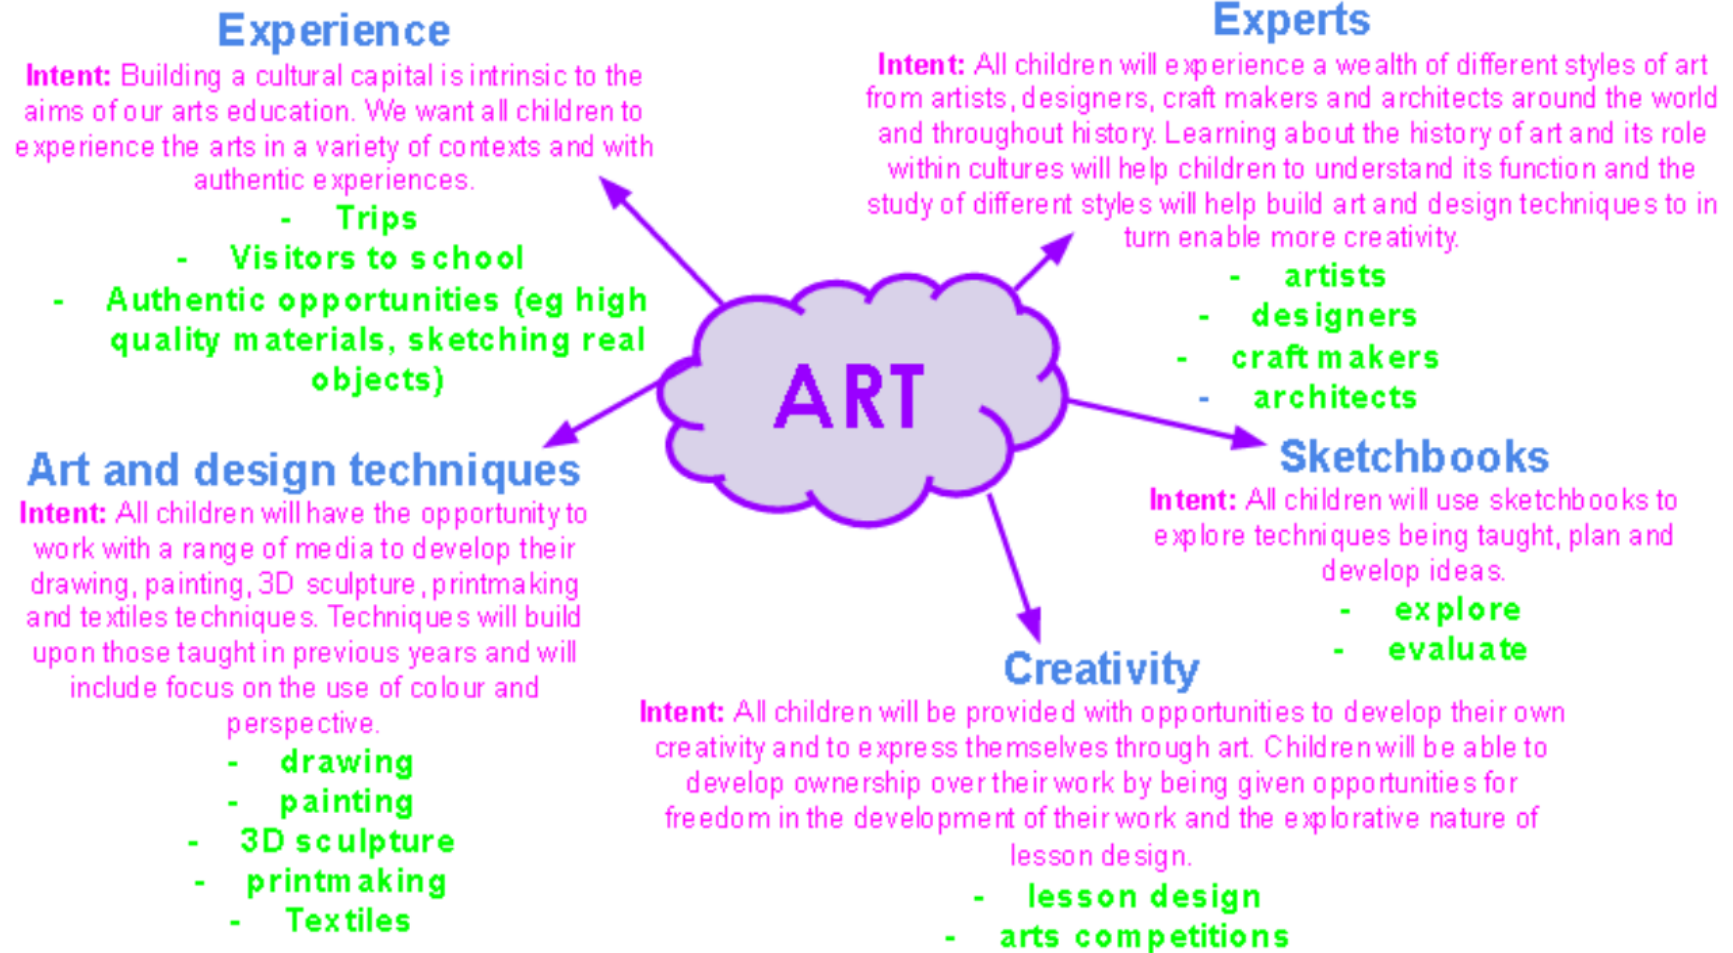 Experience
Intent: Building a cultural capital is intrinsic to the
aims of our arts education. We want all children to
experience the arts in a variety of contexts and with
authentic experiences.
- Trips
- Visitors to school
- Authentic opportunities (eg high
quality materials, sketching real
objects)
Experts
Intent: All children will experience a wealth of different styles of art
from artists, designers, craft makers and architects around the world
and throughout history. Learning about the history of art and its role
within cultures will help children to understand its function and the
study of different styles will help build art and design techniques to in
turn enable more creativity.
- artists
- designers
- craft makers
- architects
ART
Art and design techniques
Intent: All children will have the opportunity to
work with a range of media to develop their
drawing, painting, 3D sculpture, printmaking
and textiles techniques. Techniques will build
upon those taught in previous years and will
include focus on the use of colour and
perspective.
- drawing
- painting
- 3D sculpture
- printmaking
- Textiles
Sketchbooks
Intent: All children will use sketchbooks to
explore techniques being taught, plan and
develop ideas.
- explore
- evaluate
Creativity
Intent: All children will be provided with opportunities to develop their own
creativity and to express themselves through art. Children will be able to
develop ownership over their work by being given opportunities for
freedom in the development of their work and the explorative nature of
lesson design.
- lesson design
- arts competitions